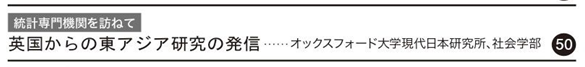 統計専門機関を訪ねて
英国からの東アジア研究の発信……オックスフォード大学現代日本研究所、社会学部 50